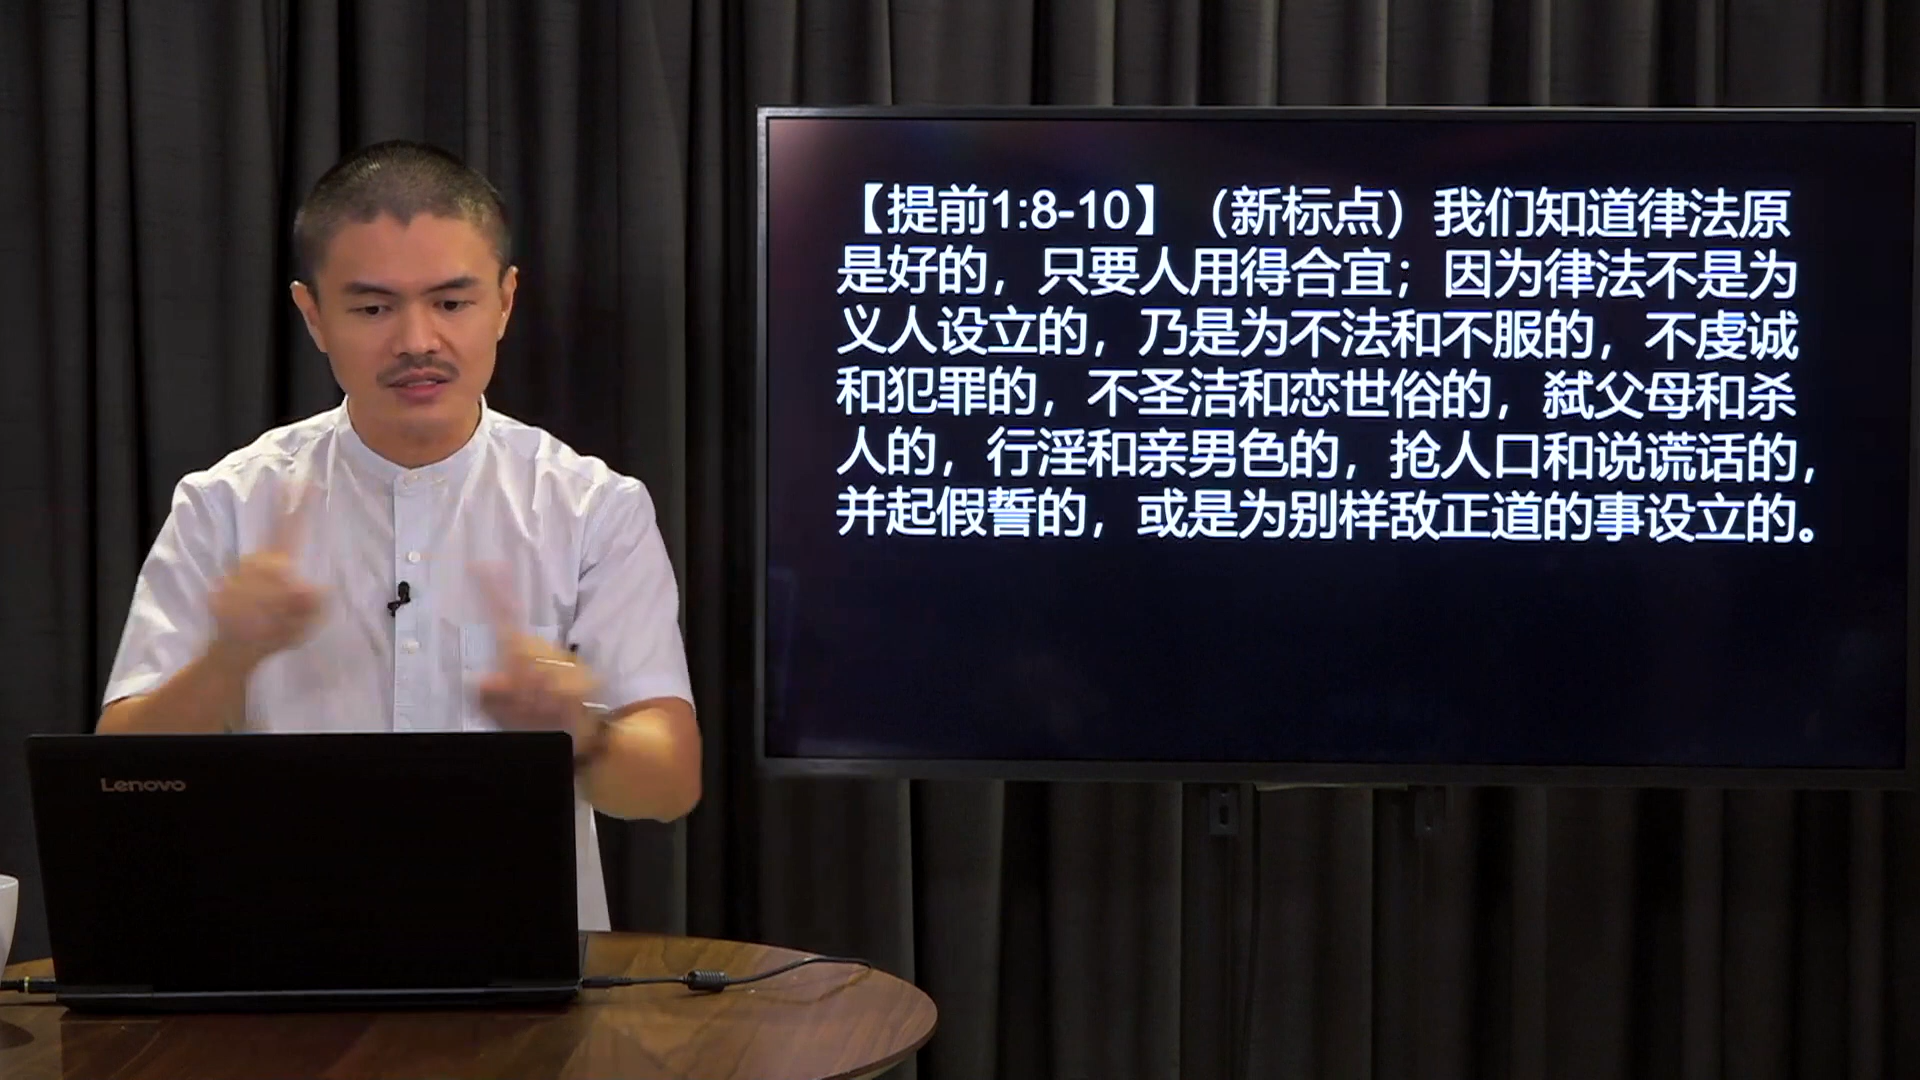 【提前1:8-10】（新标点）我们知道律法原
是好的，只要人用得合宜；因为律法不是为
义人设立的，乃是为不法和不服的，不虔诚
和犯罪的，不圣洁和恋世俗的，弑父母和杀
人的，行淫和亲男色的，抢人口和说谎话的，
并起假誓的，或是为别样敌正道的事设立的。
Lenovo